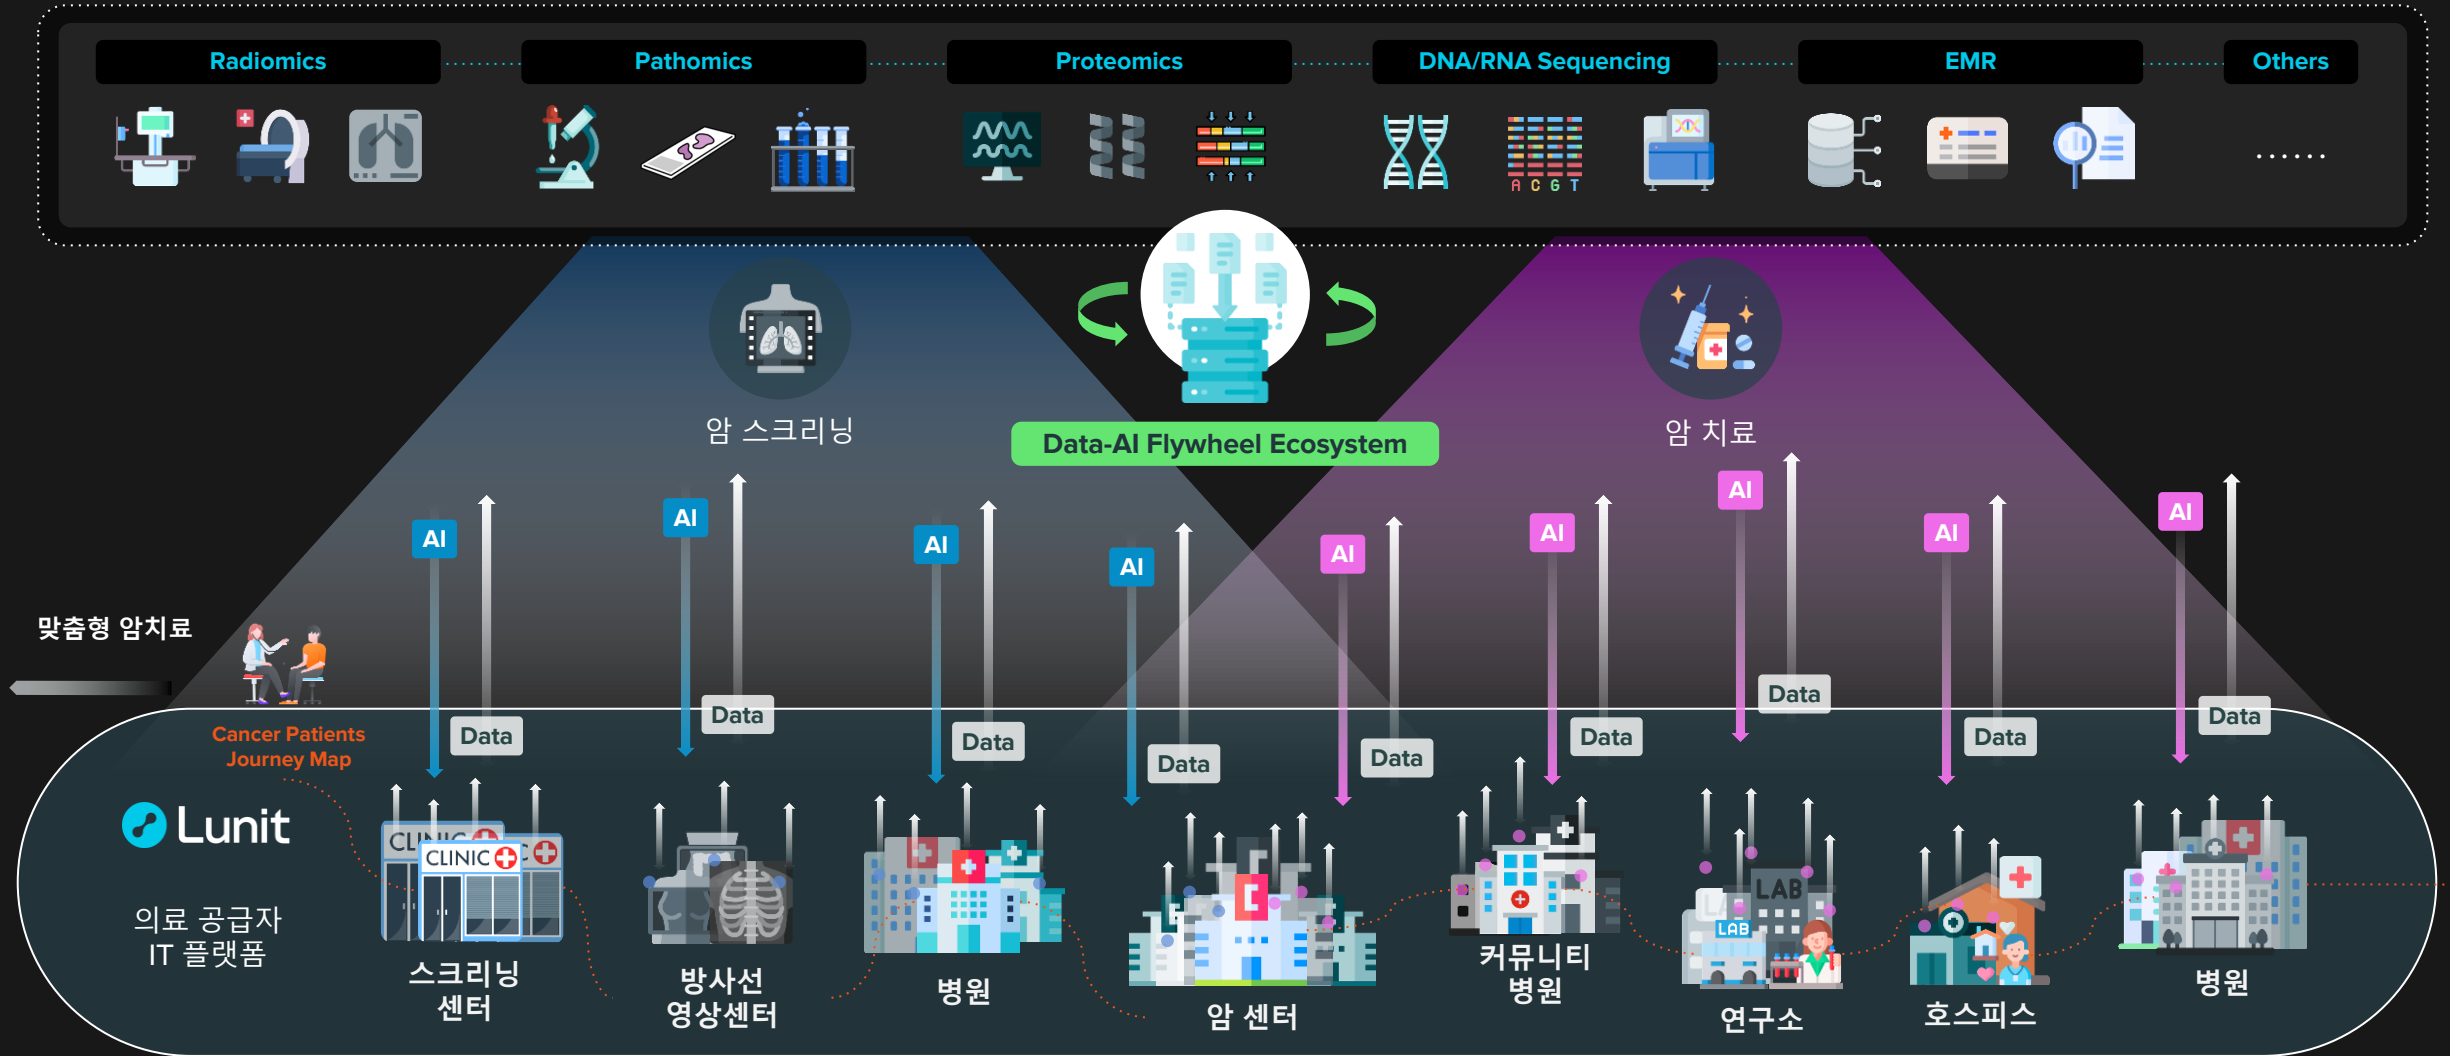 Radiomics
Pathomics
Proteomics
DNA/RNA Sequencing
EMR
Others
A C G T
......
암 스크리닝
Data-AI Flywheel Ecosystem
암 치료
AI
AI
AI
AI
AI
AI
AI
AI
AI
맞춤형 암치료
Data
Data
Data
Data
Data
Data
Data
Data
Data
Cancer Patients
Journey Map
Lunit
의료 공급자
IT 플랫폼
CLINIC
CLINIC
C
LAB
LA
LAB
스크리닝
센터
방사선
영상센터
병원
암 센터
커뮤니티
병원
연구소
호스피스
병원